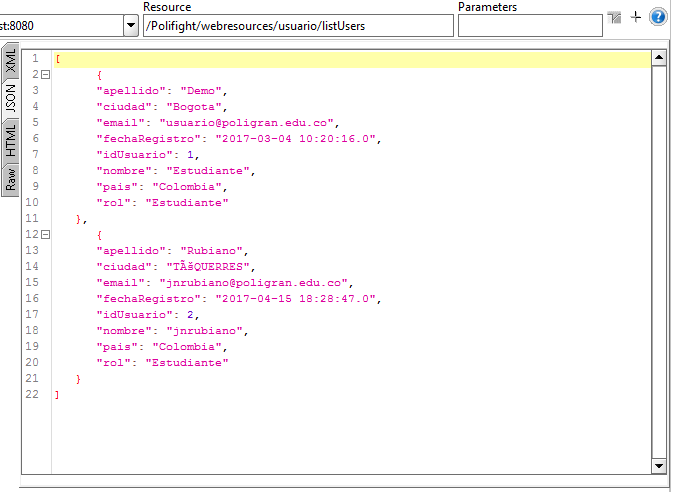 Resource Parameters
st:8080 /Polifight/webresources/usuario/listUsers
XML
JSON
HTML
Raw
1 [
2 {
3 "apellido": "Demo",
4 "ciudad": "Bogota",
5 "email": "usuario@poligran.edu.co",
6 "fechaRegistro": "2017-03-04 10:20:16.0",
7 "idUsuario": 1,
8 "nombre": "Estudiante",
9 "pais": "Colombia",
10 "rol": "Estudiante"
11 },
12 {
13 "apellido": "Rubiano",
14 "ciudad": "TÚQUERRES",
15 "email": "jnrubiano@poligran.edu.co",
16 "fechaRegistro": "2017-04-15 18:28:47.0",
17 "idUsuario": 2,
18 "nombre": "jnrubiano",
19 "pais": "Colombia",
20 "rol": "Estudiante"
21 }
22 ]